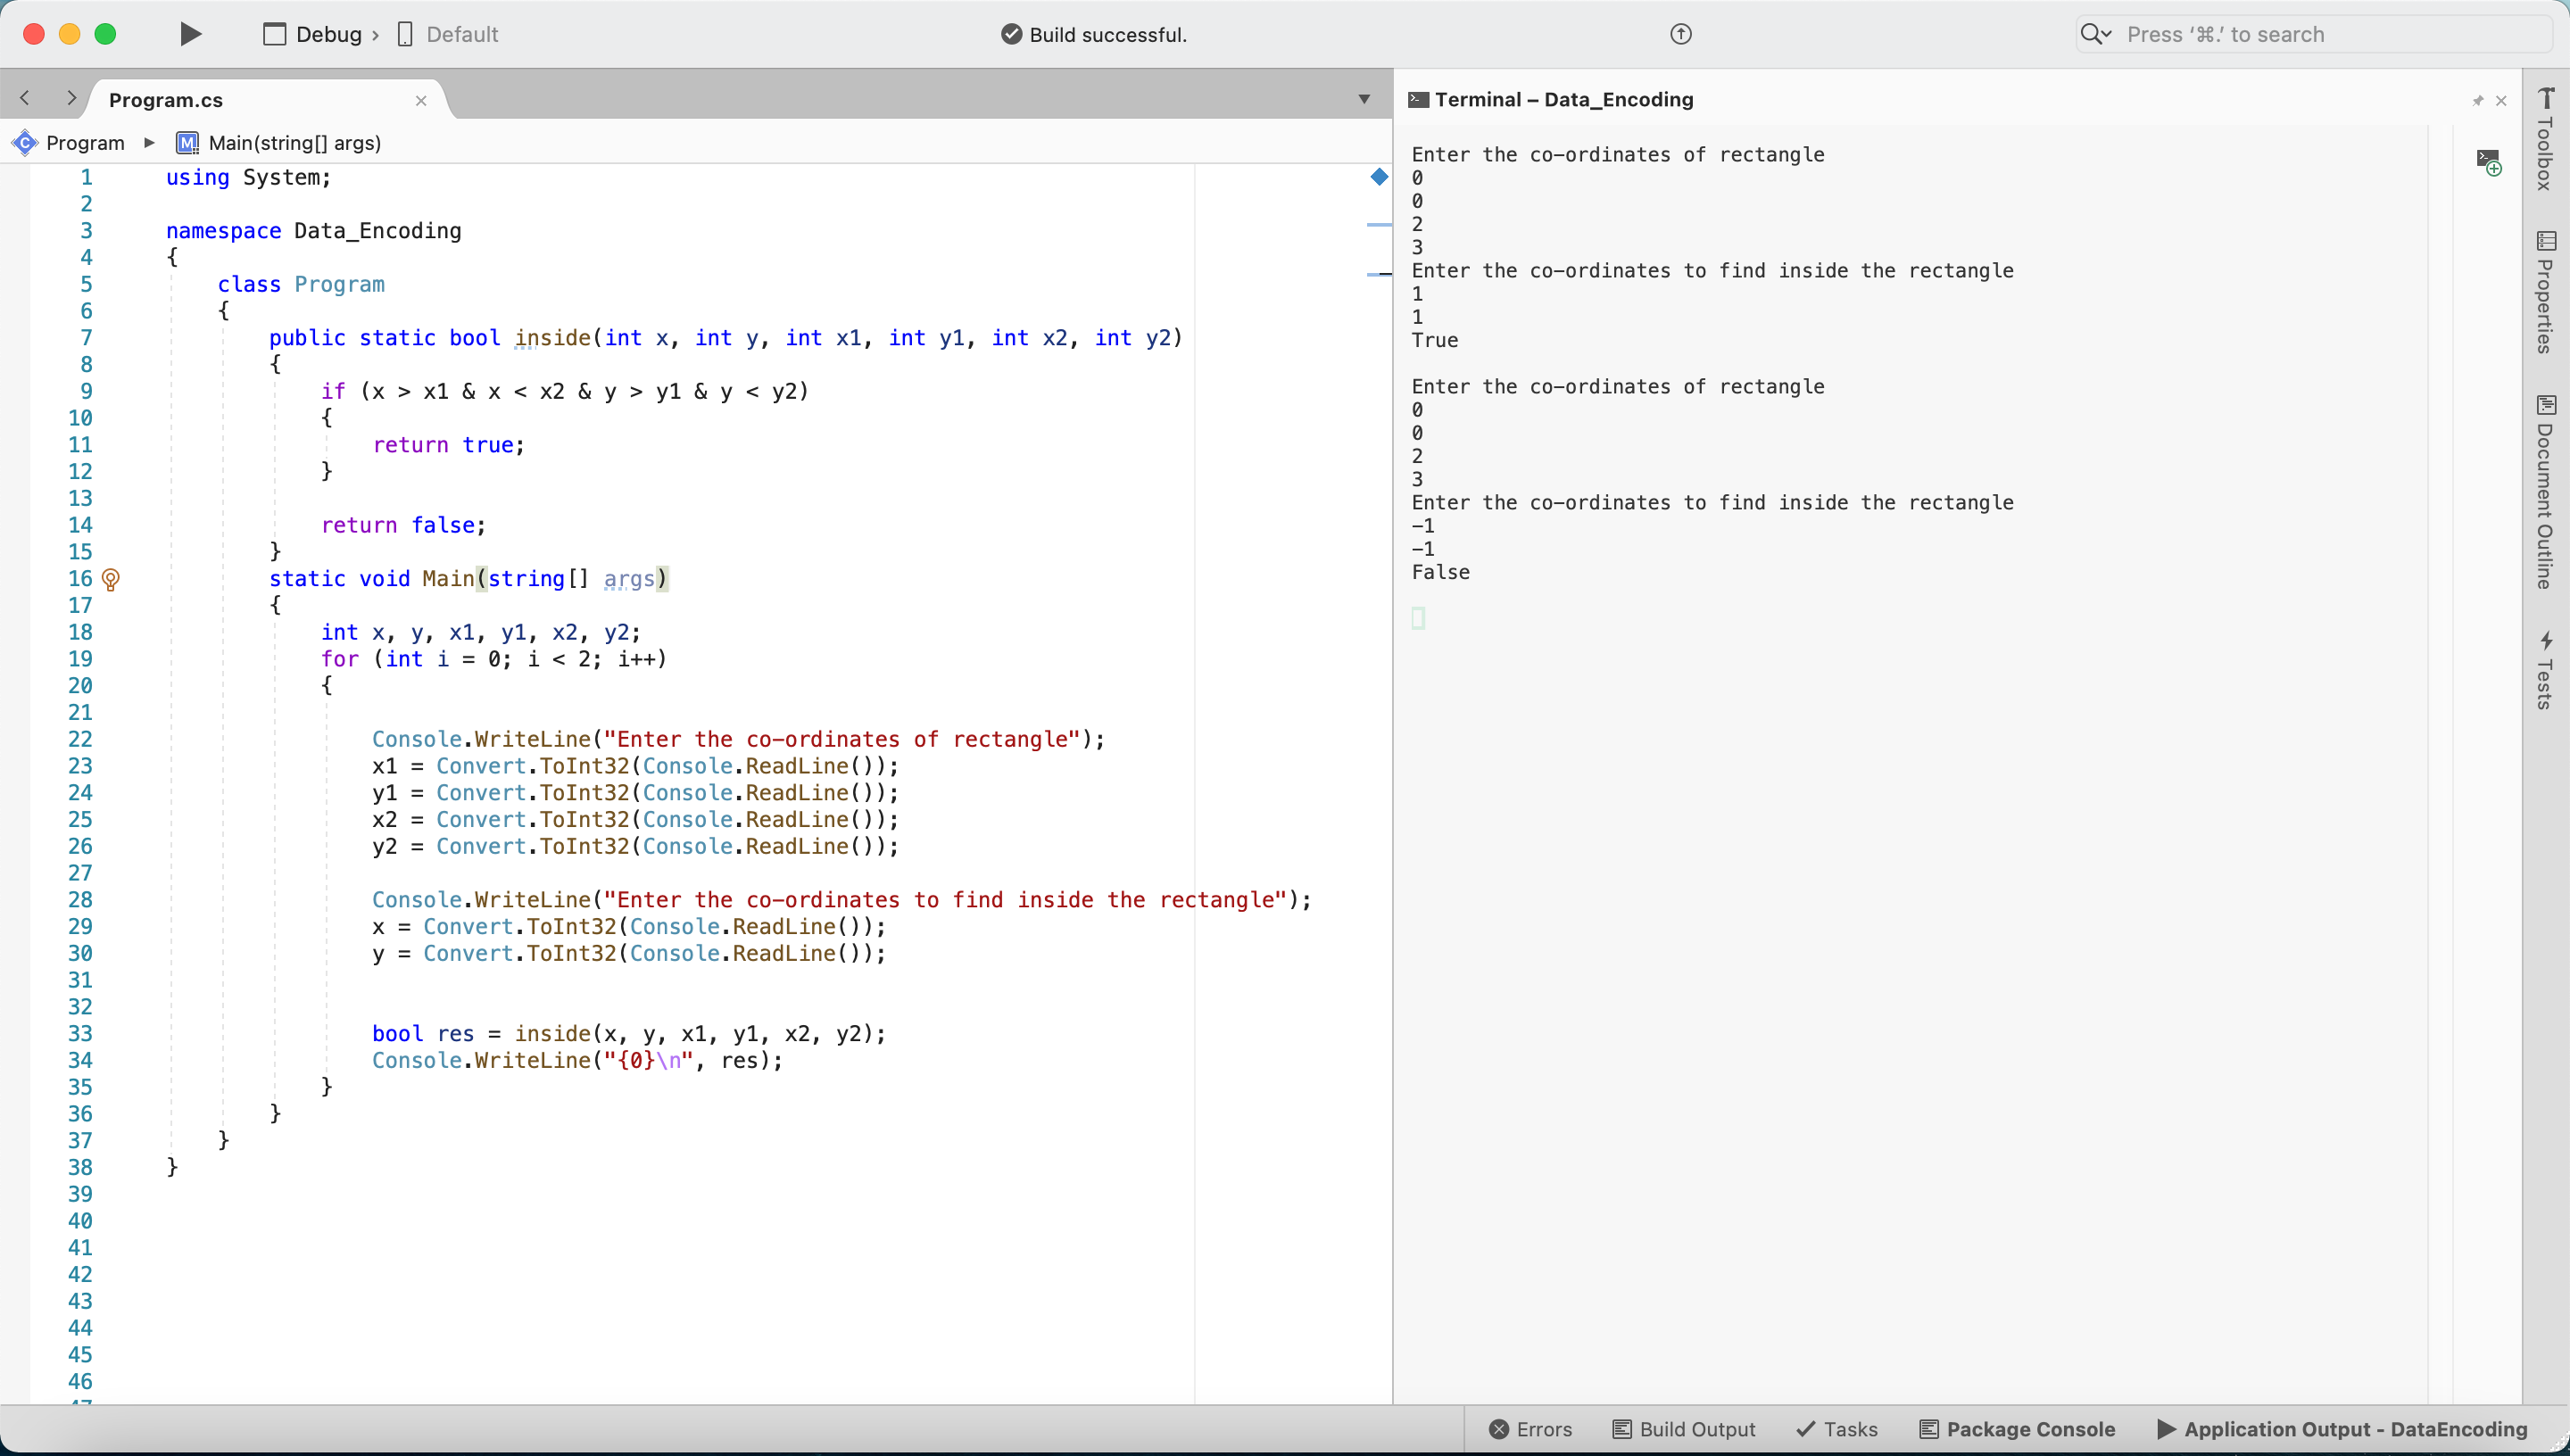 Debug › Default
Build successful.
Press ‘⌘.’ to search
Program.cs
Program ▸ M Main(string[] args)
1 using System;
2
3 namespace Data_Encoding
4 {
5 class Program
6 {
7 public static bool inside(int x, int y, int x1, int y1, int x2, int y2)
8 {
9 if (x > x1 & x < x2 & y > y1 & y < y2)
10 {
11 return true;
12 }
13
14 return false;
15 }
16 static void Main(string[] args)
17 {
18 int x, y, x1, y1, x2, y2;
19 for (int i = 0; i < 2; i++)
20 {
21
22 Console.WriteLine("Enter the co-ordinates of rectangle");
23 x1 = Convert.ToInt32(Console.ReadLine());
24 y1 = Convert.ToInt32(Console.ReadLine());
25 x2 = Convert.ToInt32(Console.ReadLine());
26 y2 = Convert.ToInt32(Console.ReadLine());
27
28 Console.WriteLine("Enter the co-ordinates to find inside the rectangle");
29 x = Convert.ToInt32(Console.ReadLine());
30 y = Convert.ToInt32(Console.ReadLine());
31
32
33 bool res = inside(x, y, x1, y1, x2, y2);
34 Console.WriteLine("{0}\n", res);
35 }
36 }
37 }
38 }
39
40
41
42
43
44
45
46
Terminal – Data_Encoding
Enter the co-ordinates of rectangle
0
0
2
3
Enter the co-ordinates to find inside the rectangle
1
1
True
Enter the co-ordinates of rectangle
0
0
2
3
Enter the co-ordinates to find inside the rectangle
-1
-1
False
Toolbox
Properties
Document Outline
Tests
Errors
Build Output
Tasks
Package Console
Application Output - DataEncoding